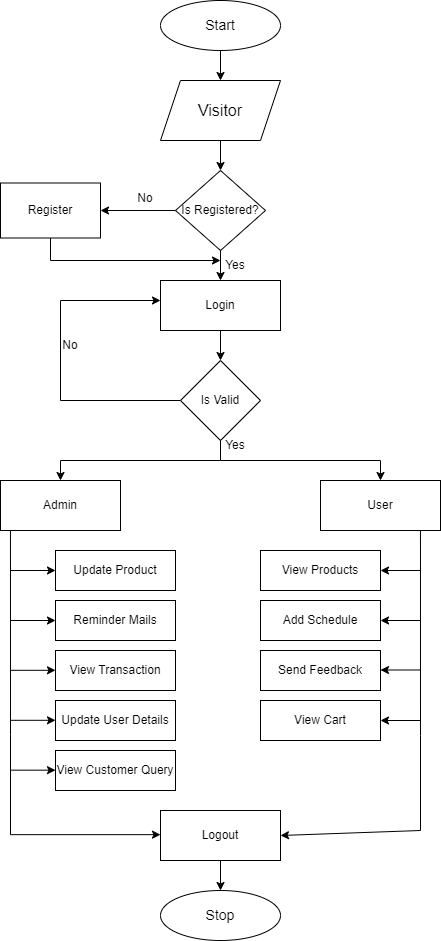 Start
Visitor
Is Registered?
No
Register
Yes
Login
No
Is Valid
Yes
Admin
User
Update Product
View Products
Reminder Mails
Add Schedule
View Transaction
Send Feedback
Update User Details
View Cart
View Customer Query
Logout
Stop